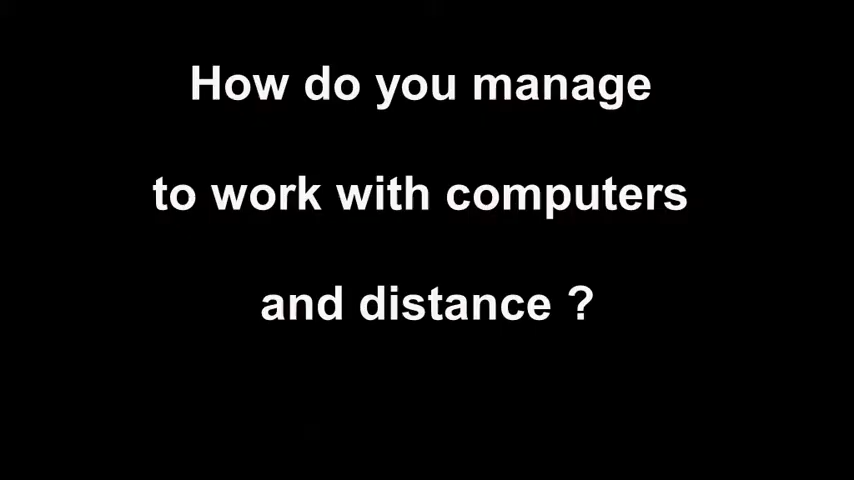 How do you manage
to work with computers
and distance ?